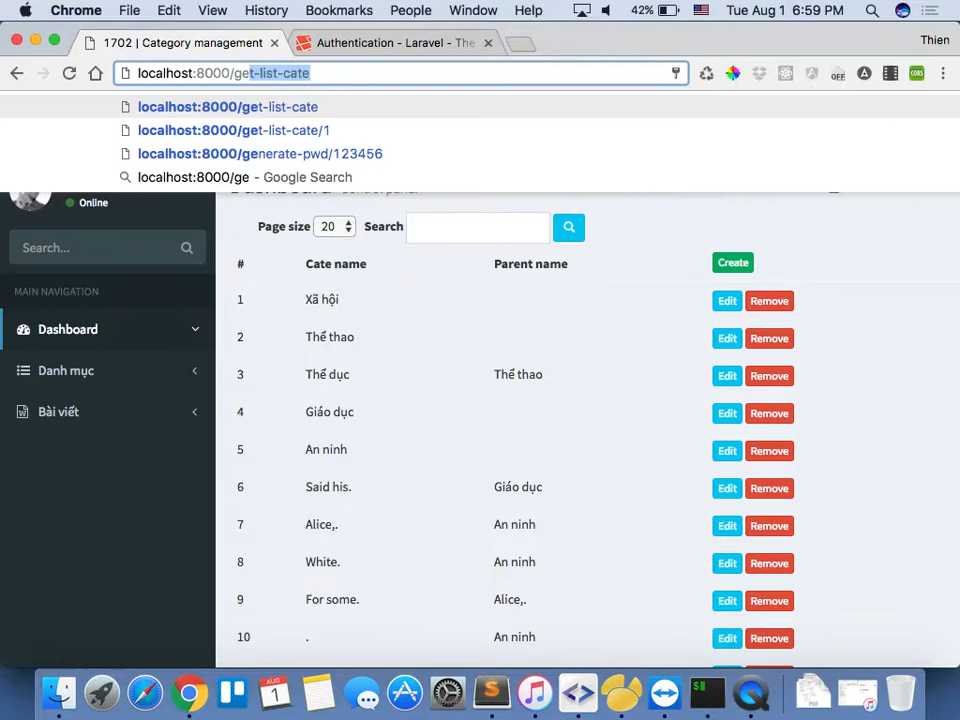 Chrome File Edit View History Bookmarks People Window Help 42% Tue Aug 1 6:59 PM
1702 | Category management Authentication - Laravel - The Thien
localhost:8000/get-list-cate OFF CORS
localhost:8000/get-list-cate
localhost:8000/get-list-cate/1
localhost:8000/generate-pwd/123456
localhost:8000/ge - Google Search
Online
Page size 20 Search
Search...
# Cate name Parent name Create
MAIN NAVIGATION
1 Xã hội Edit Remove
Dashboard
2 Thể thao Edit Remove
Danh mục
3 Thể dục Thể thao Edit Remove
Bài viết
4 Giáo dục Edit Remove
5 An ninh Edit Remove
6 Said his. Giáo dục Edit Remove
7 Alice,. An ninh Edit Remove
8 White. An ninh Edit Remove
9 For some. Alice,. Edit Remove
10 . An ninh Edit Remove
AUG
1